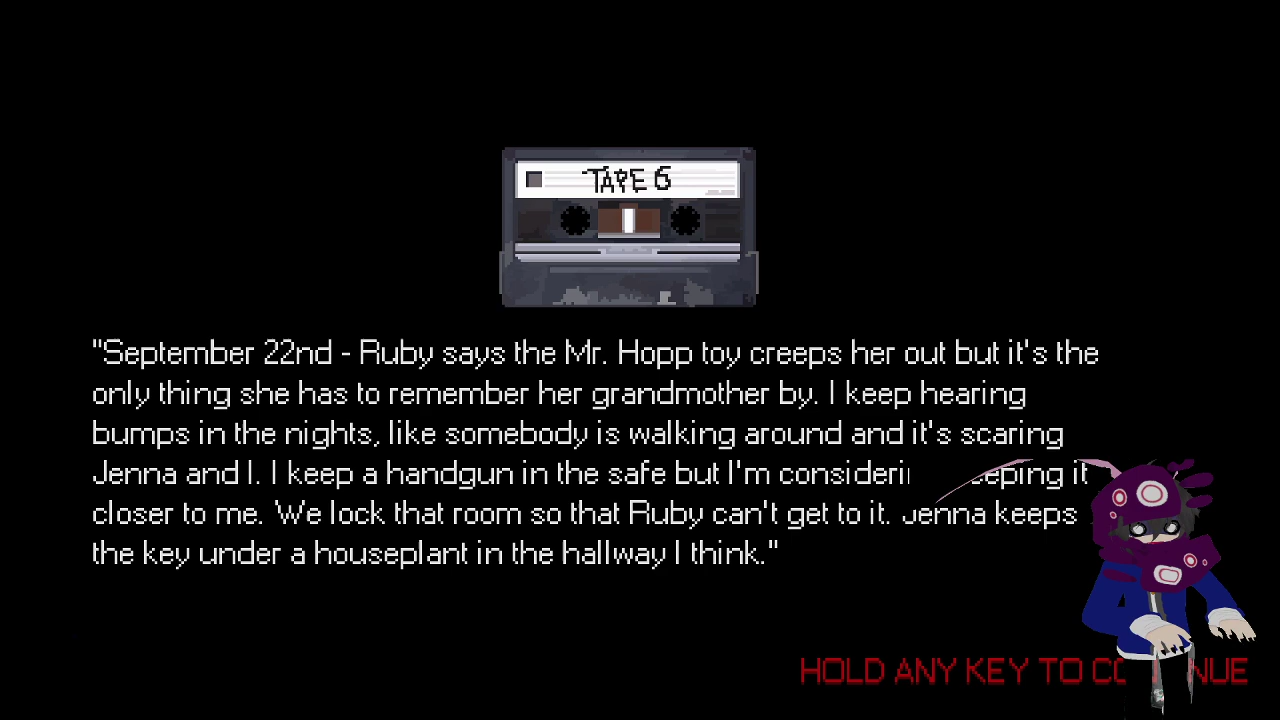 TAPE 6
"September 22nd - Ruby says the Mr. Hopp toy creeps her out but it's the
only thing she has to remember her grandmother by. I keep hearing
bumps in the nights, like somebody is walking around and it's scaring
Jenna and I. I keep a handgun in the safe but I'm considering keeping it
closer to me. We lock that room so that Ruby can't get to it. Jenna keeps
the key under a houseplant in the hallway I think."
HOLD ANY KEY TO CONTINUE